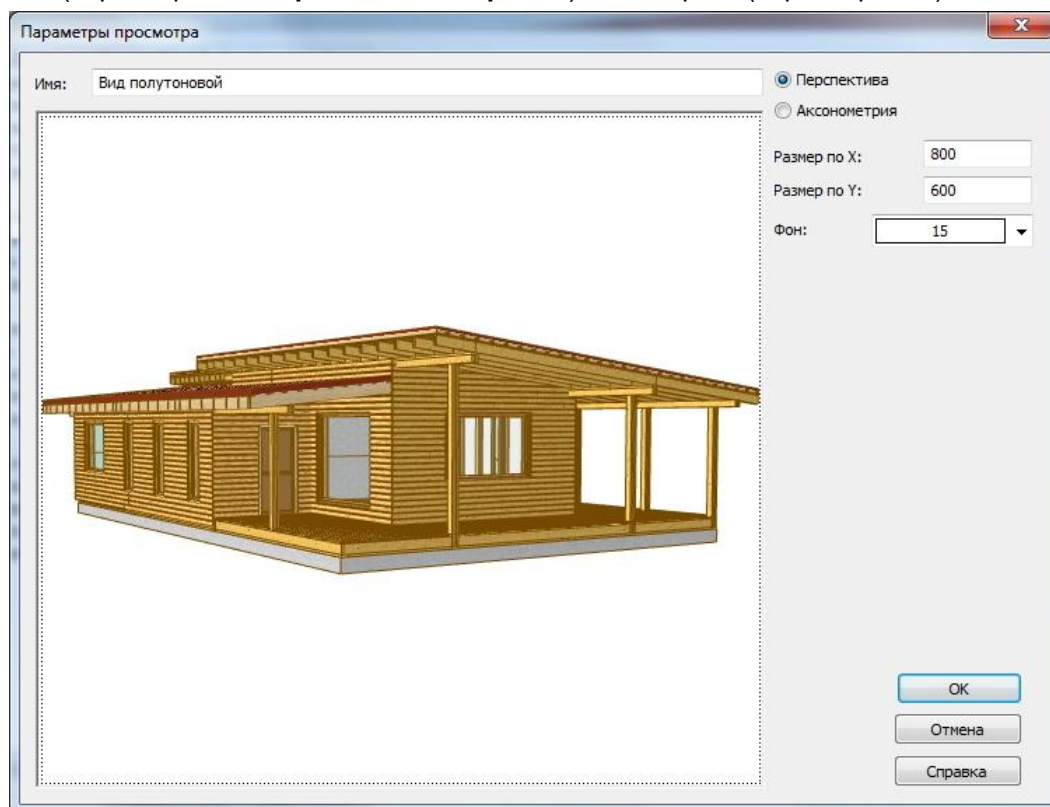 Параметры просмотра
Имя: Вид полутоновой
Перспектива
Аксонометрия
Размер по X: 800
Размер по Y: 600
Фон: 15
OK
Отмена
Справка